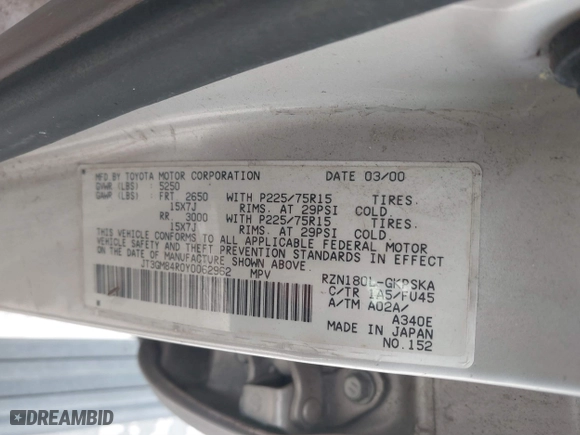 MFD BY TOYOTA MOTOR CORPORATION DATE 03/00
GVWR (LBS) : 5250
GAWR (LBS) : FRT 2650 WITH P225/75R15 TIRES.
15X7J RIMS. AT 29PSI COLD.
RR. 3000 WITH P225/75R15 TIRES.
15X7J RIMS. AT 29PSI COLD.
THIS VEHICLE CONFORMS TO ALL APPLICABLE FEDERAL MOTOR
VEHICLE SAFETY AND THEFT PREVENTION STANDARDS IN EFFECT
ON THE DATE OF MANUFACTURE SHOWN ABOVE.
JT3GM84R0Y0062962 MPV
RZN180L-GKPSKA
C/TR 1A5/FU45
A/TM A02A/
A340E
MADE IN JAPAN
NO.152
DREAMBID